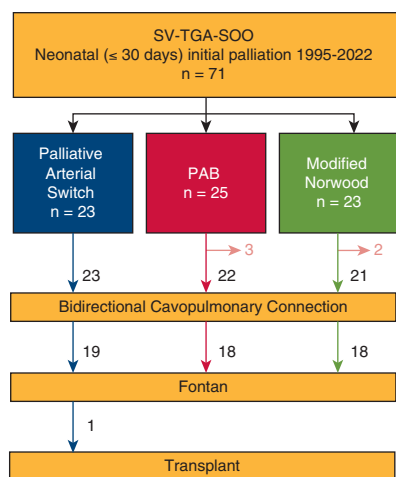 SV-TGA-SOO
Neonatal (≤ 30 days) initial palliation 1995-2022
n = 71
Palliative
Arterial
Switch
n = 23
PAB
n = 25
Modified
Norwood
n = 23
23
22
3
21
2
Bidirectional Cavopulmonary Connection
19
18
18
Fontan
1
Transplant